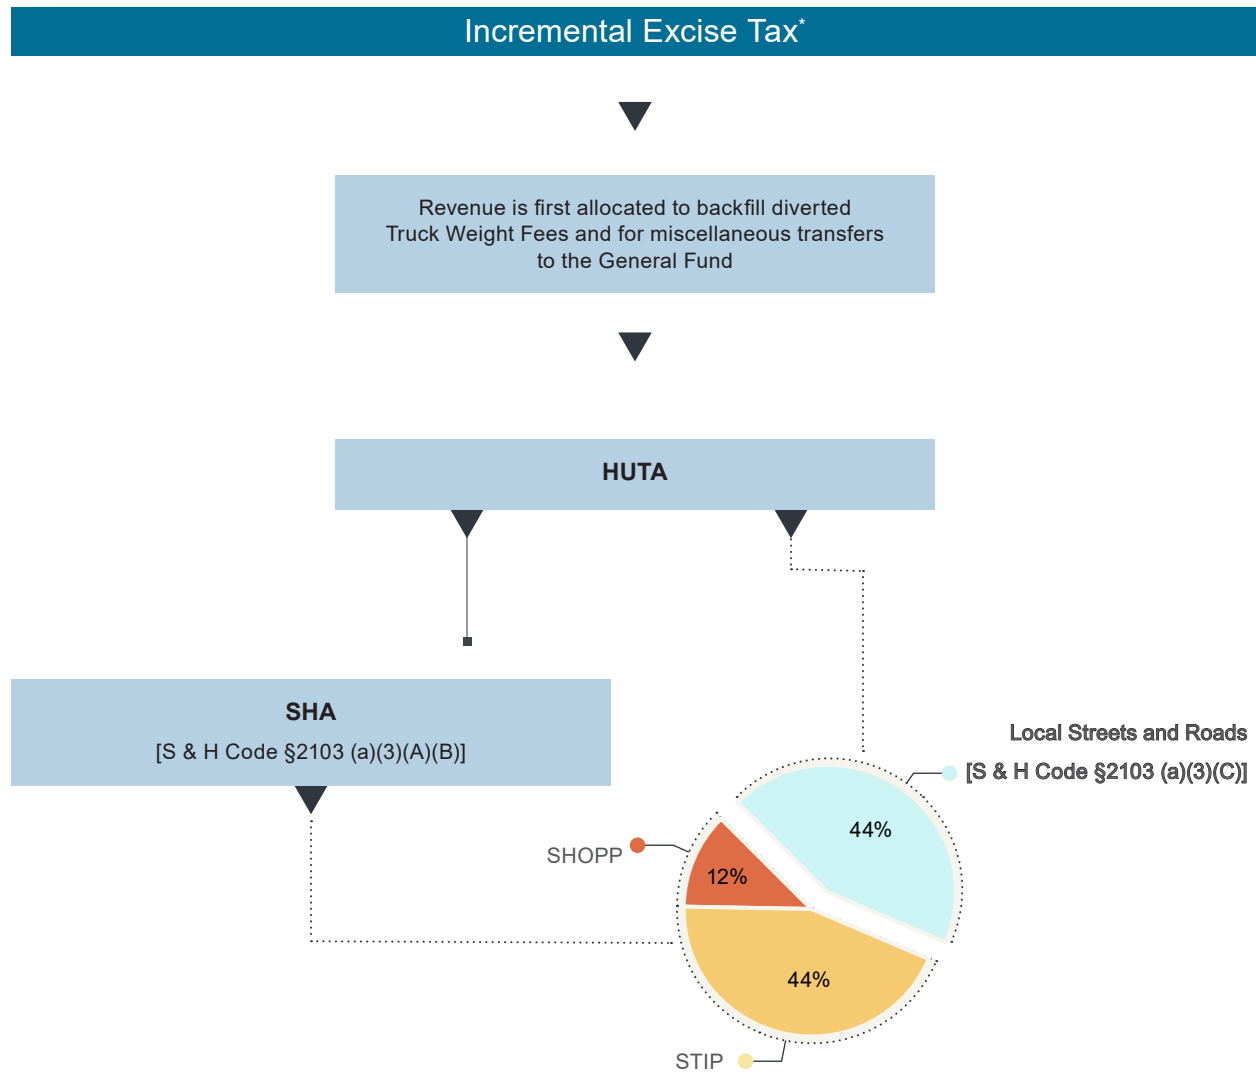 Incremental Excise Tax*
Revenue is first allocated to backfill diverted
Truck Weight Fees and for miscellaneous transfers
to the General Fund
HUTA
SHA
[S & H Code §2103 (a)(3)(A)(B)]
Local Streets and Roads
[S & H Code §2103 (a)(3)(C)]
44%
SHOPP
12%
44%
STIP